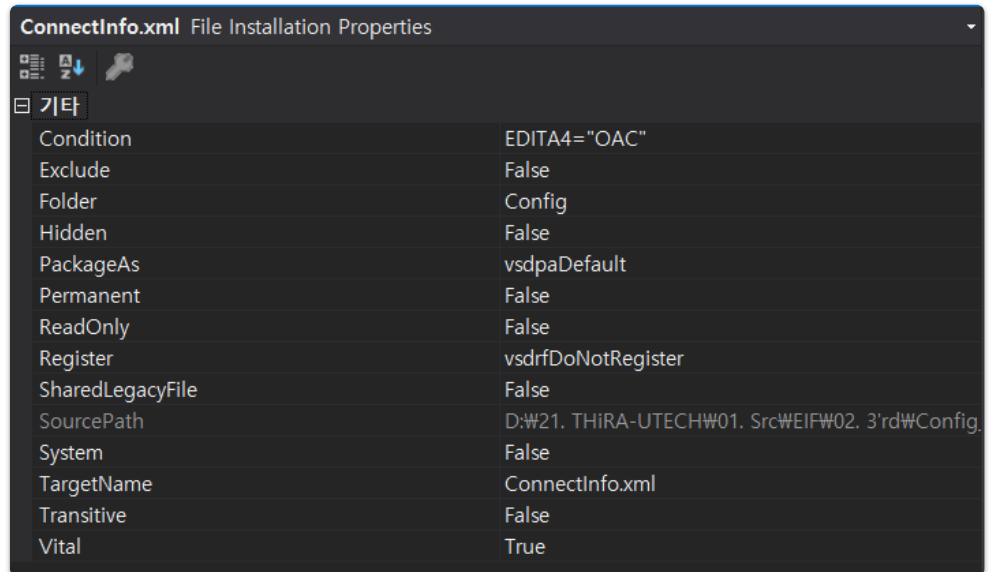 ConnectInfo.xml File Installation Properties
기타
Condition EDITA4="OAC"
Exclude False
Folder Config
Hidden False
PackageAs vsdpaDefault
Permanent False
ReadOnly False
Register vsdrfDoNotRegister
SharedLegacyFile False
SourcePath D:₩21. THiRA-UTECH₩01. Src₩EIF₩02. 3'rd₩Config_
System False
TargetName ConnectInfo.xml
Transitive False
Vital True